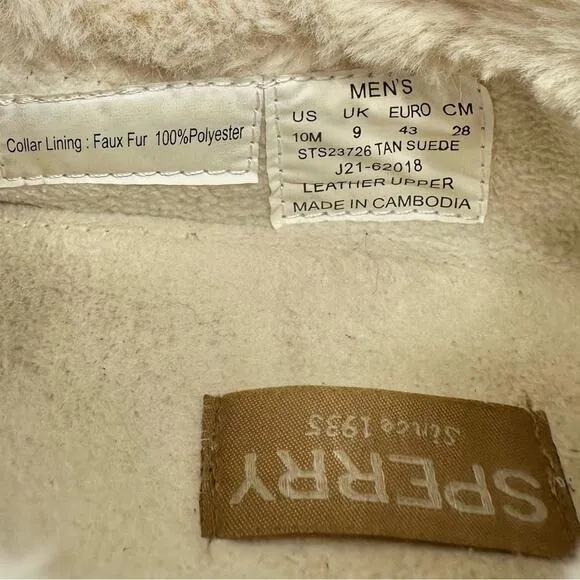 Collar Lining : Faux Fur 100%Polyester
MEN'S
US UK EURO CM
10M 9 43 28
STS23726 TAN SUEDE
J21-62018
LEATHER UPPER
MADE IN CAMBODIA
SPERRY
Since 1935